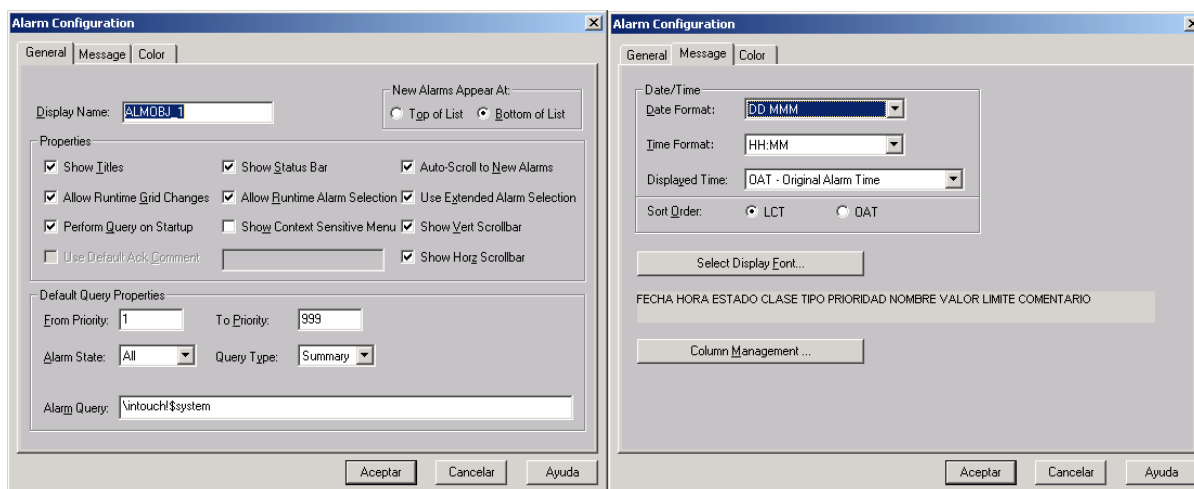 Alarm Configuration
General Message Color
Display Name: ALMOBJ_1
New Alarms Appear At:
Top of List Bottom of List
Properties
Show Titles Show Status Bar Auto-Scroll to New Alarms
Allow Runtime Grid Changes Allow Runtime Alarm Selection Use Extended Alarm Selection
Perform Query on Startup Show Context Sensitive Menu Show Vert Scrollbar
Use Default Ack Comment Show Horz Scrollbar
Default Query Properties
From Priority: 1 To Priority: 999
Alarm State: All Query Type: Summary
Alarm Query: \intouch!$system
Aceptar Cancelar Ayuda
Alarm Configuration
General Message Color
Date/Time
Date Format: DD MMM
Time Format: HH:MM
Displayed Time: OAT - Original Alarm Time
Sort Order: LCT OAT
Select Display Font...
FECHA HORA ESTADO CLASE TIPO PRIORIDAD NOMBRE VALOR LIMITE COMENTARIO
Column Management ...
Aceptar Cancelar Ayuda